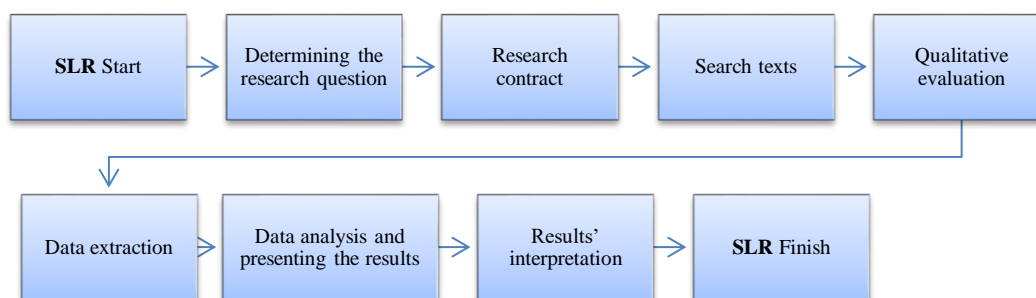 SLR Start
Determining the
research question
Research
contract
Search texts
Qualitative
evaluation
Data extraction
Data analysis and
presenting the results
Results’
interpretation
SLR Finish